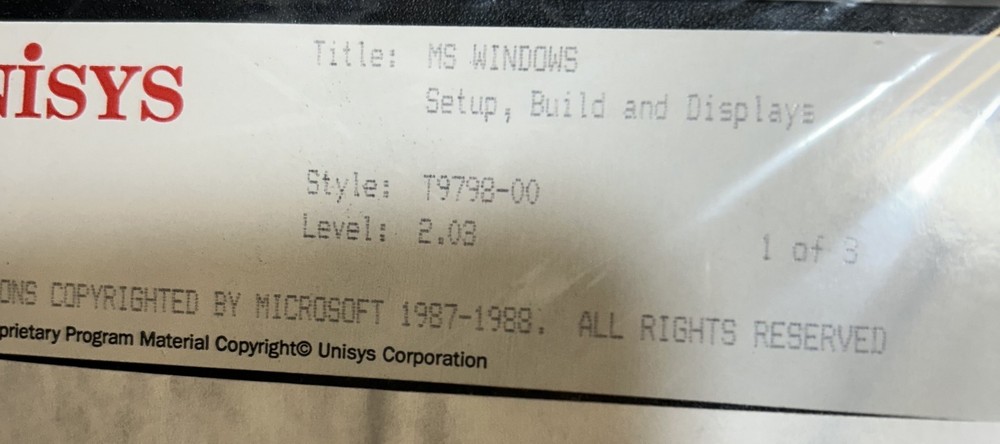 UNiSYS
Title: MS WINDOWS
Setup, Build and Displays
Style: T9798-00
Level: 2.03
1 of 3
ONS COPYRIGHTED BY MICROSOFT 1987-1988. ALL RIGHTS RESERVED
prietary Program Material Copyright© Unisys Corporation